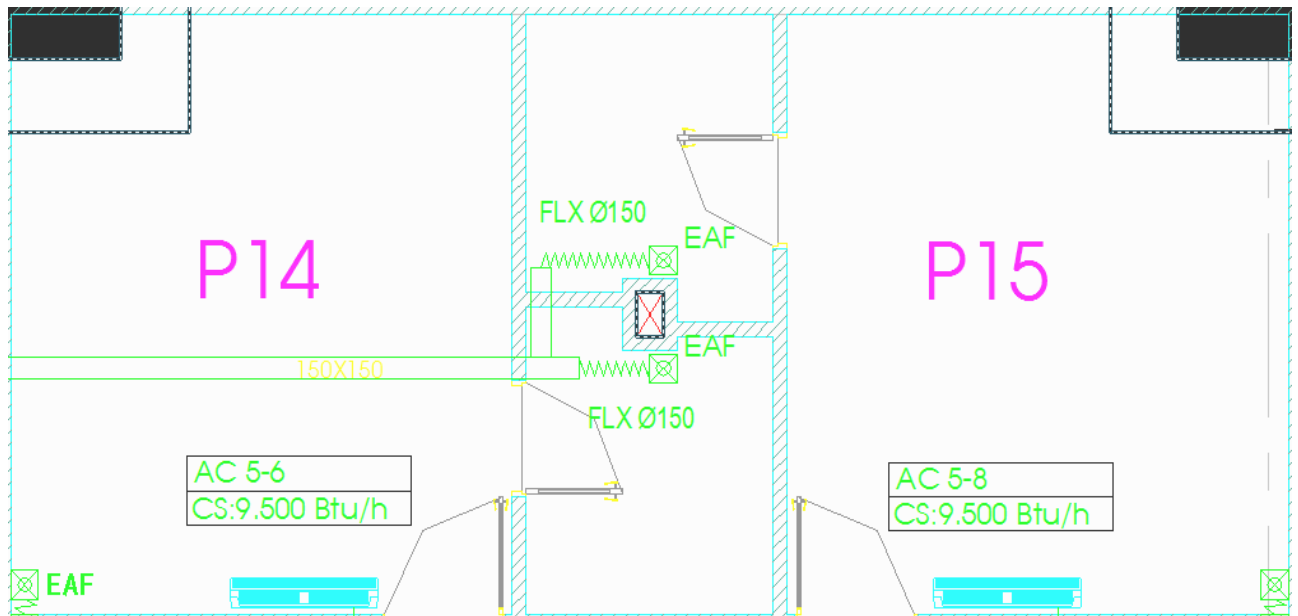 FLX Ø150
EAF
P14
P15
EAF
150X150
FLX Ø150
AC 5-6
CS:9.500 Btu/h
AC 5-8
CS:9.500 Btu/h
EAF